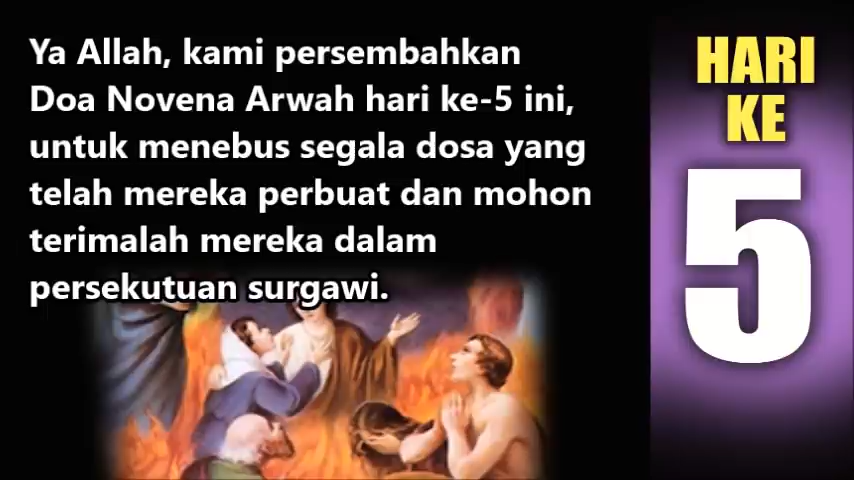 Ya Allah, kami persembahkan
Doa Novena Arwah hari ke-5 ini,
untuk menebus segala dosa yang
telah mereka perbuat dan mohon
terimalah mereka dalam
persekutuan surgawi.
HARI
KE
5